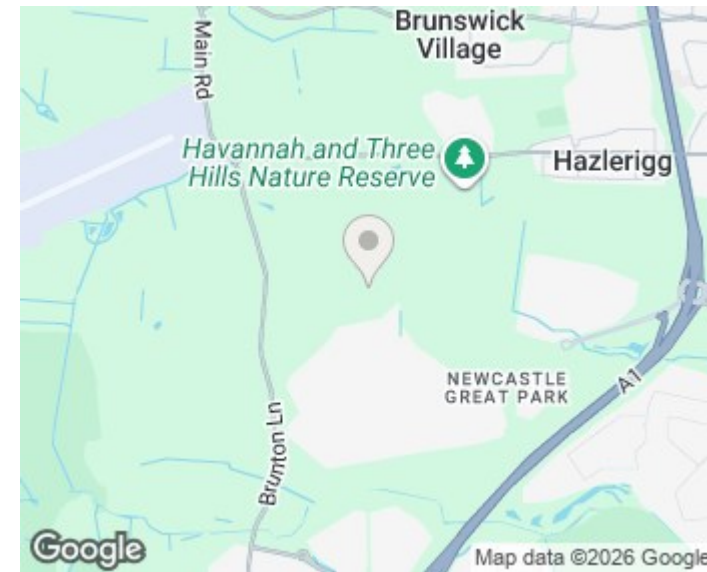 Brunswick
Village
Main Rd
Havannah and Three
Hills Nature Reserve
Hazlerigg
NEWCASTLE
GREAT PARK
A1
Brunton Ln
Google
Map data ©2026 Google